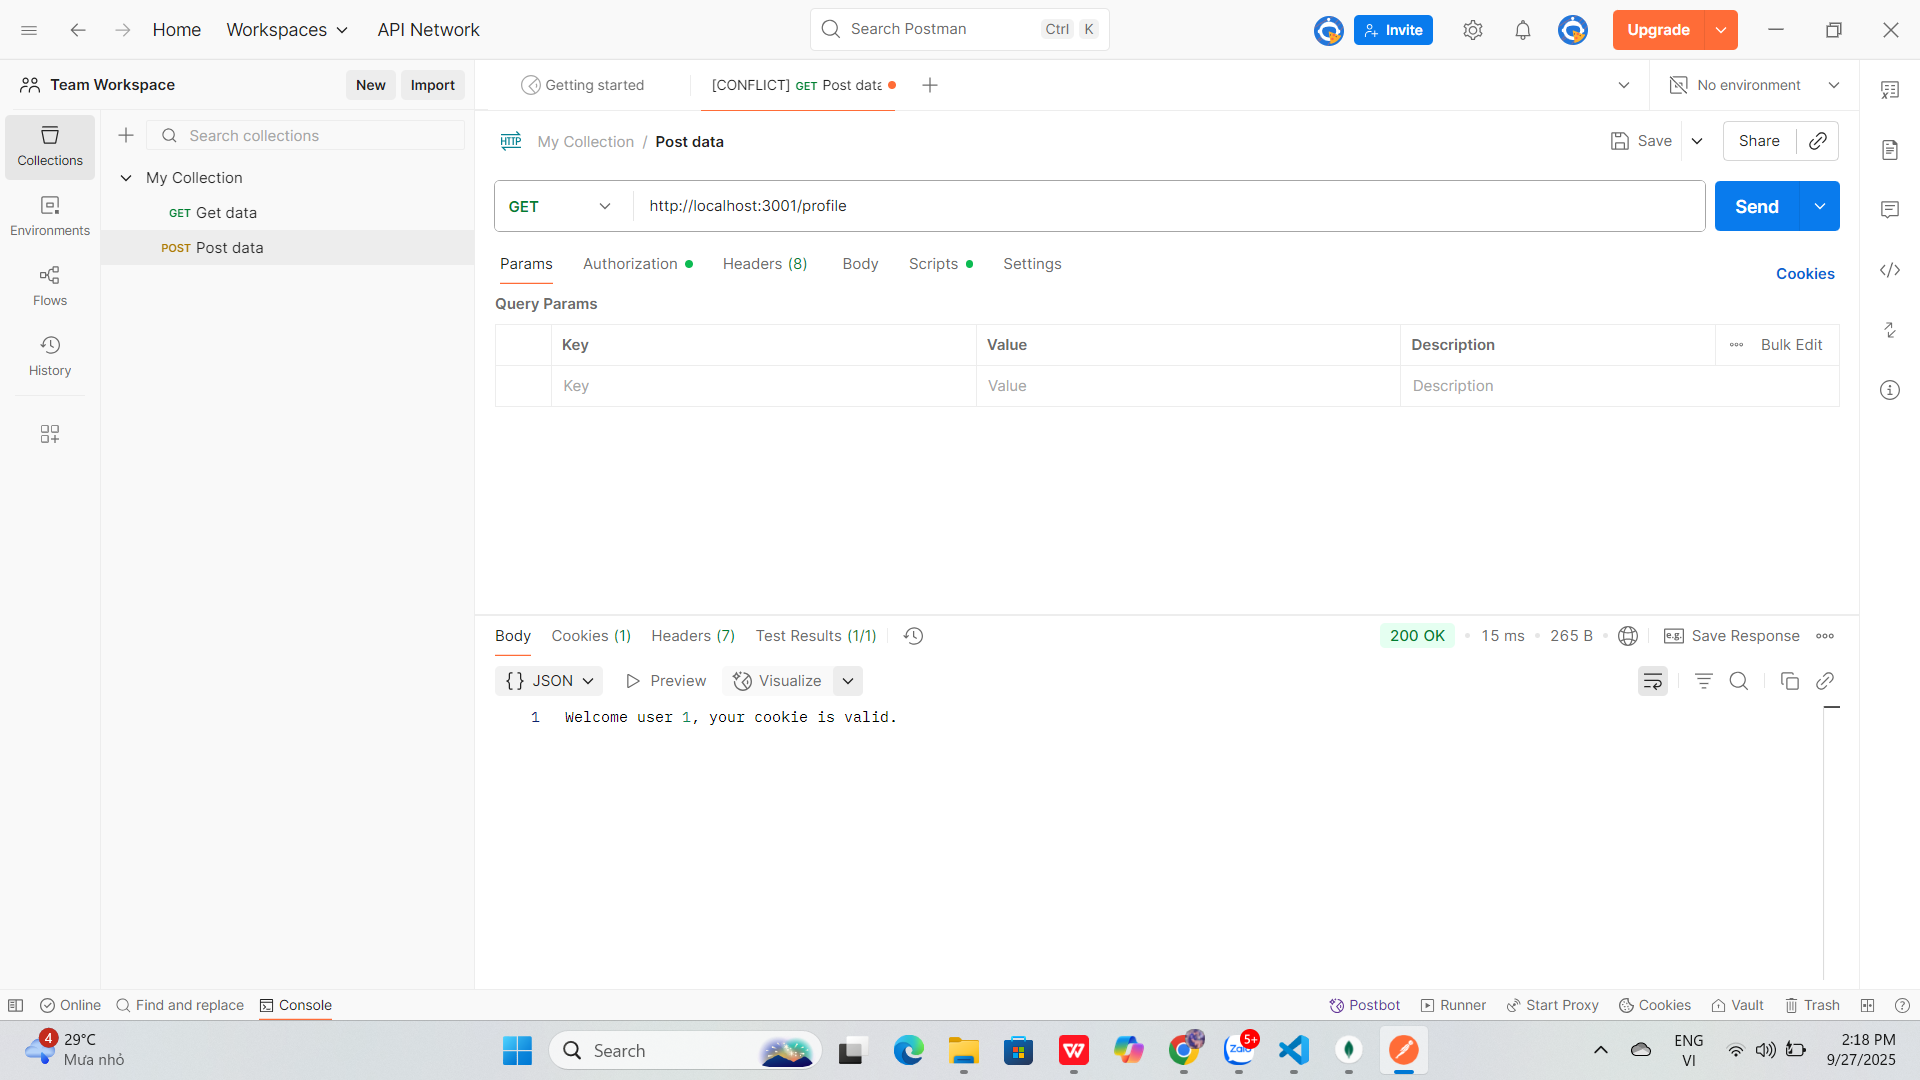 Home
Workspaces
API Network
Search Postman
Ctrl K
Invite
Upgrade
Team Workspace
New
Import
Getting started
[CONFLICT] GET Post data
No environment
Collections
Search collections
My Collection
GET Get data
POST Post data
Environments
Flows
History
HTTP My Collection / Post data
Save
Share
GET
http://localhost:3001/profile
Send
Params
Authorization
Headers (8)
Body
Scripts
Settings
Cookies
Query Params
Key Value Description Bulk Edit
Key Value Description
Body
Cookies (1)
Headers (7)
Test Results (1/1)
200 OK
15 ms
265 B
e.g. Save Response
{ } JSON
Preview
Visualize
1 Welcome user 1, your cookie is valid.
Online
Find and replace
Console
Postbot
Runner
Start Proxy
Cookies
Vault
Trash
4
29°C
Mưa nhỏ
Search
Zalo
5+
ENG
VI
2:18 PM
9/27/2025